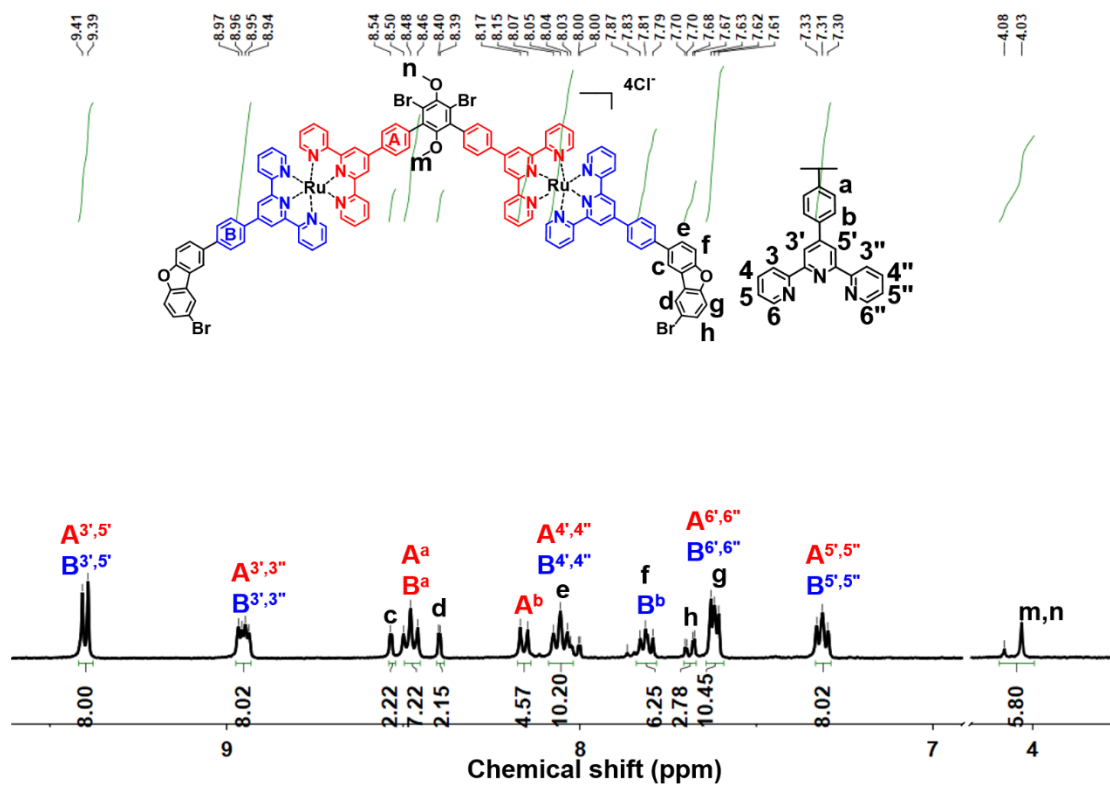 9.41 9.39 8.97 8.96 8.95 8.94 8.54 8.50 8.48 8.46 8.40 8.39 8.17 8.15 8.07 8.05 8.04 8.03 8.00 8.00 7.87 7.83 7.81 7.79 7.70 7.70 7.68 7.67 7.63 7.62 7.61 7.33 7.31 7.30 4.08 4.03
n
O
Br Br
4Cl-
A
O
m
N N N N
N Ru N N Ru N
N N N N
B
e
f
c
O
O
d
g
Br
Br
h
a
b
3' 5'
3 3''
4 4''
N
5 N N 5''
6 6''
A3',5'
B3',5'
A3',3''
B3',3''
Aa
Ba
c
d
Ab
A4',4''
B4',4''
e
f
Bb
h
A6',6''
B6',6''
g
A5',5''
B5',5''
m,n
8.00 8.02 2.22 7.22 2.15 4.57 10.20 6.25 2.78 10.45 8.02 5.80
9 8 7 4
Chemical shift (ppm)